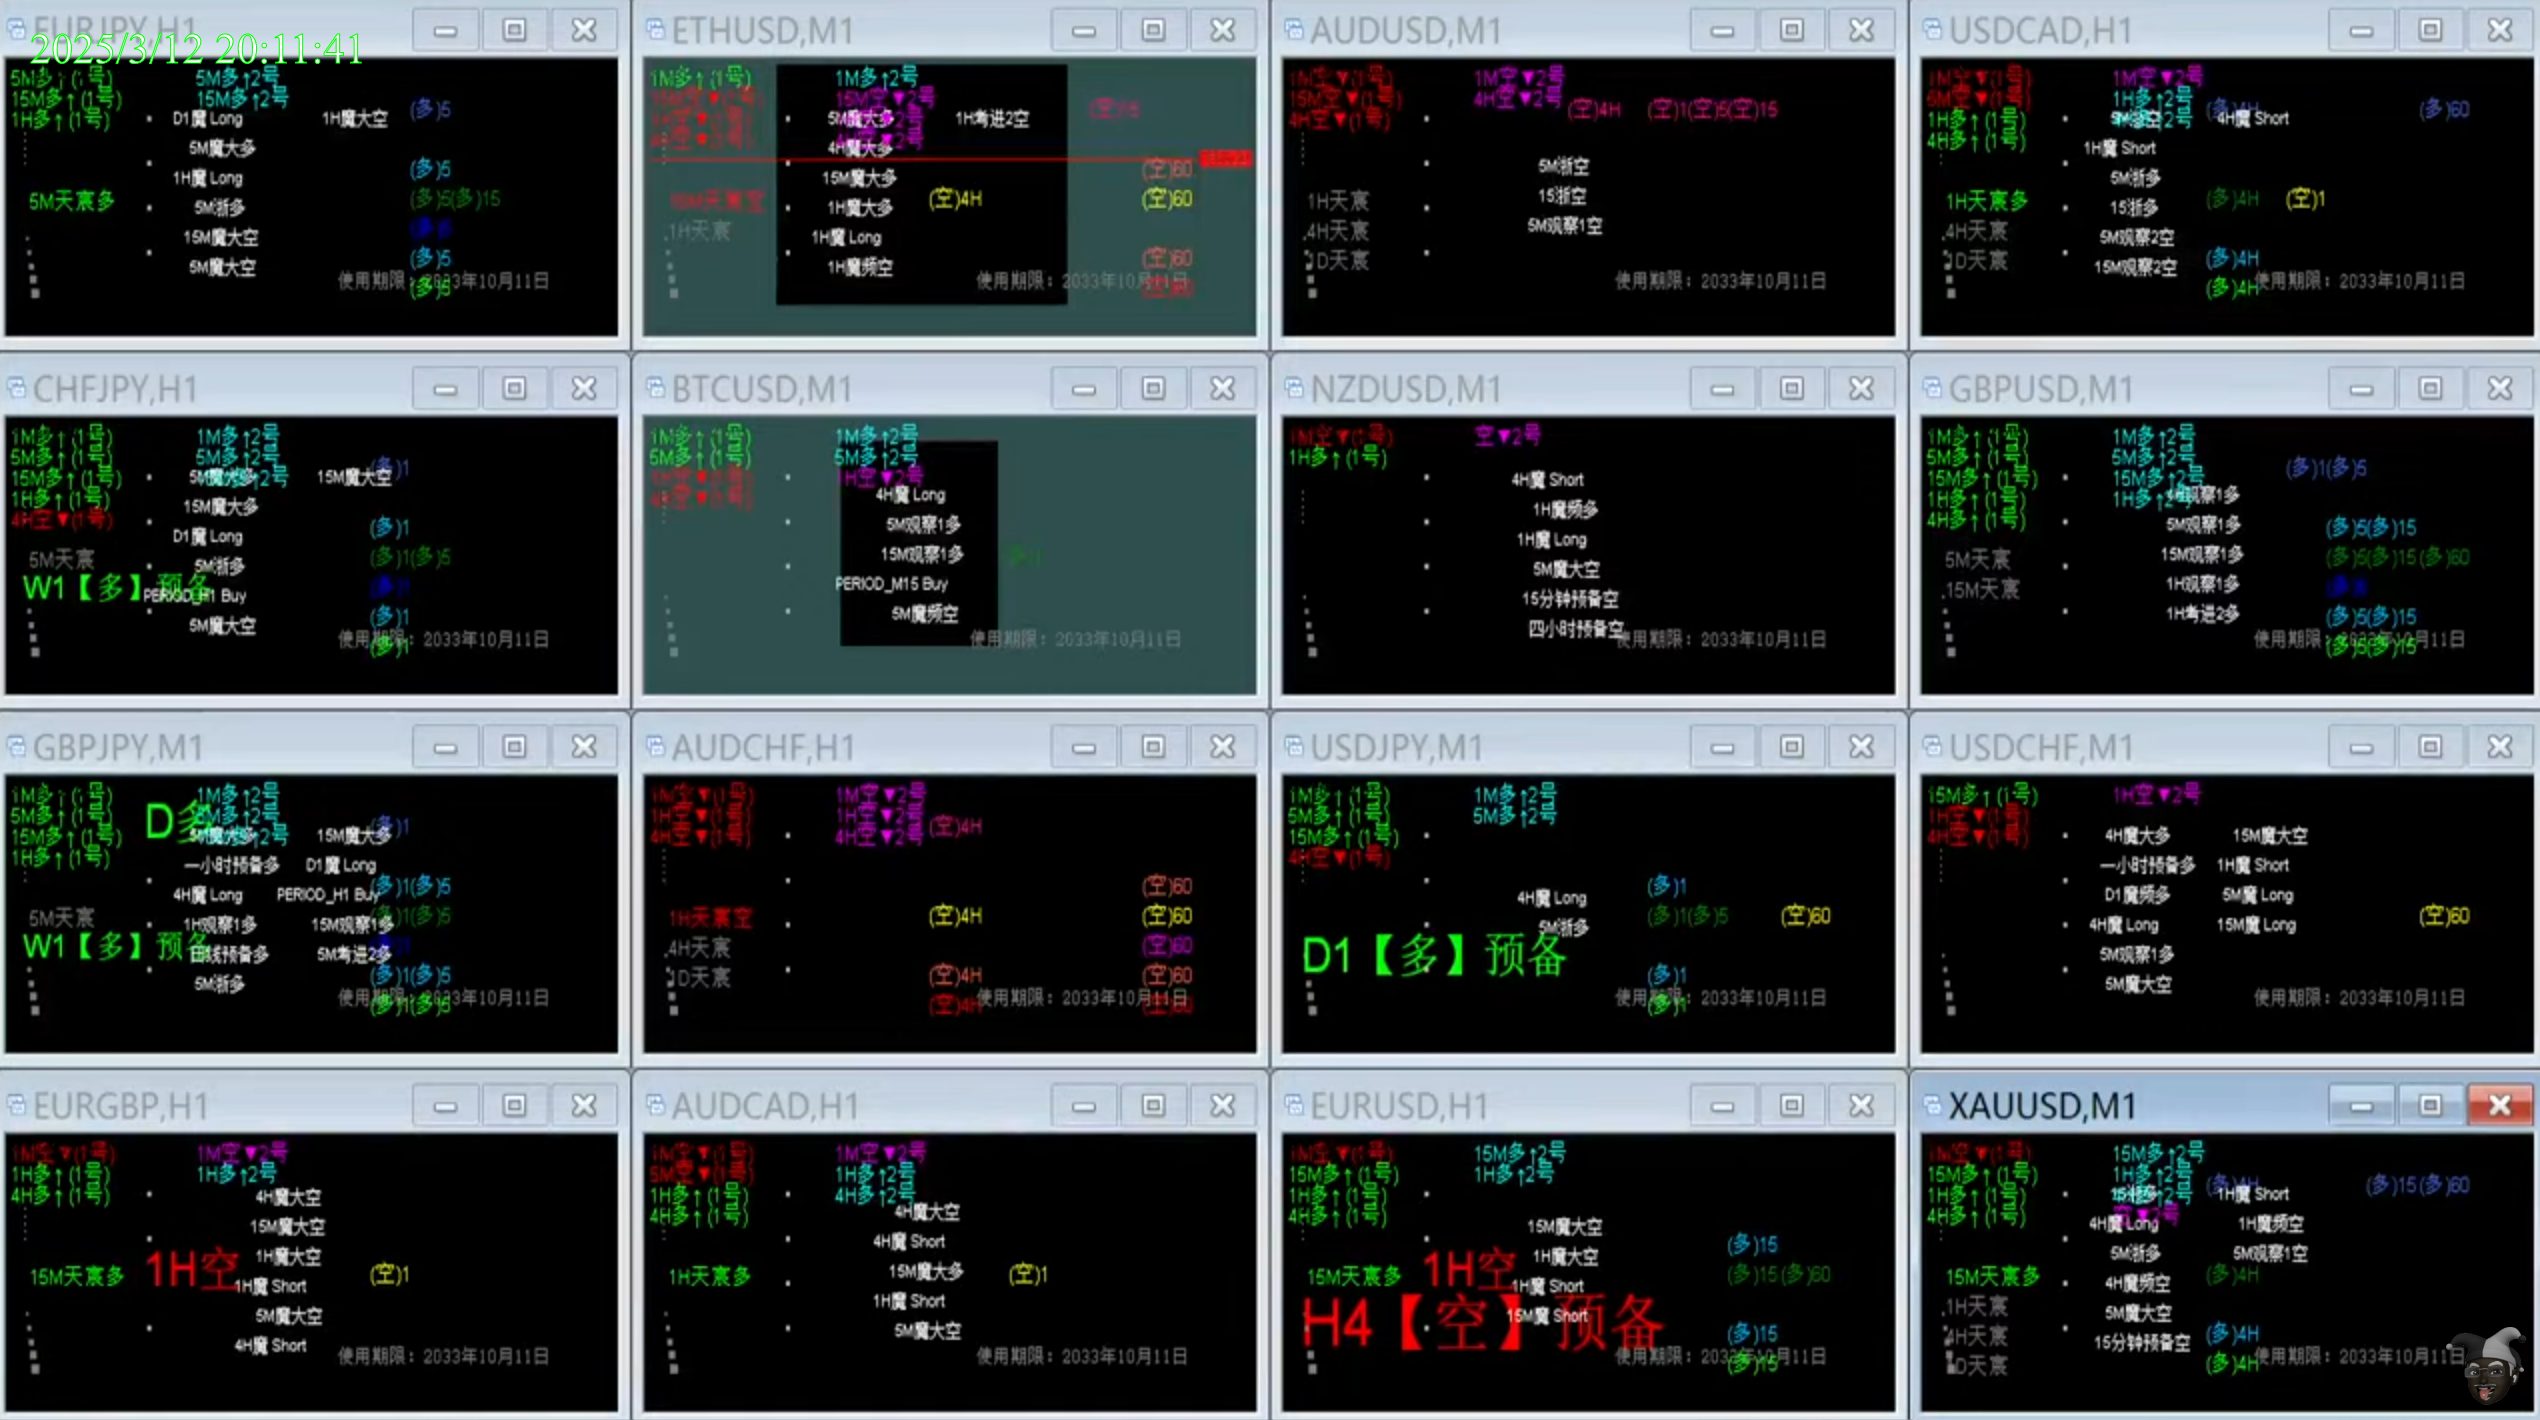 EURJPY,H1
2025/3/12 20:11:41
5M多↑(1号) 5M多↑2号
15M多↑(1号) 15M多↑2号
1H多↑(1号) D1魔 Long 1H魔大空 (多)5
5M魔大多
1H魔 Long (多)5
5M天宸多 5M浙多 (多)5(多)15
15M魔大空
5M魔大空 (多)5
使用期限: 2033年10月11日
(多)5
ETHUSD,M1
1M多↑(1号) 1M多↑2号
15M空▼2号
5M魔大多 1H考进2空 (空)15
4H魔大多
15M魔大多 (空)60
1H魔大多 (空)4H (空)60
1H天宸 1H魔 Long
1H魔频空 (空)60
使用期限: 2033年10月11日
AUDUSD,M1
1M空▼(1号) 1M空▼2号
15M空▼(1号) 4H空▼2号 (空)4H (空)1(空)5(空)15
4H空▼(1号)
5M浙空
1H天宸 15浙空
4H天宸 5M观察1空
1D天宸
使用期限: 2033年10月11日
USDCAD,H1
1M空▼(1号) 1M空▼2号
5M空▼(1号) 1H多↑2号
1H多↑(1号) 5M浙空 4H魔 Short (多)60
4H多↑(1号) 1H魔 Short
5M浙多
1H天宸多 15浙多 (多)4H (空)1
4H天宸 5M观察2空
1D天宸 15M观察2空 (多)4H
使用期限: 2033年10月11日
(多)4H
CHFJPY,H1
1M多↑(1号) 1M多↑2号
5M多↑(1号) 5M多↑2号
15M多↑(1号) 5M魔大多 15M魔大空 (多)1
1H多↑(1号) 15M魔大多
4H空▼(1号) (多)1
D1魔 Long
5M天宸 5M浙多 (多)1(多)5
W1【多】预备 PERIOD_H1 Buy
5M魔大空 (多)1
使用期限: 2033年10月11日
(多)1
BTCUSD,M1
1M多↑(1号) 1M多↑2号
5M多↑(1号) 5M多↑2号
1H空▼2号
4H魔 Long
5M观察1多
15M观察1多
PERIOD_M15 Buy
5M魔频空
使用期限: 2033年10月11日
NZDUSD,M1
1M空▼(1号) 空▼2号
1H多↑(1号)
4H魔 Short
1H魔频多
1H魔 Long
5M魔大空
15分钟预备空
四小时预备空
使用期限: 2033年10月11日
GBPUSD,M1
1M多↑(1号) 1M多↑2号
5M多↑(1号) 5M多↑2号 (多)1(多)5
15M多↑(1号) 15M多↑2号
1H多↑(1号) 1H多↑2号
4H多↑(1号) 5M观察1多 (多)5(多)15
5M天宸 15M观察1多 (多)5(多)15(多)60
15M天宸 1H观察1多
1H考进2多 (多)5(多)15
使用期限: 2033年10月11日
(多)5(多)15
GBPJPY,M1
1M多↑(1号) 1M多↑2号
5M多↑(1号) D多 (多)1
15M多↑(1号) 5M魔大多 15M魔大多
1H多↑(1号) 一小时预备多 D1魔 Long
4H魔 Long PERIOD_H1 Buy (多)1(多)5
5M天宸 1H观察1多 15M观察1多 (多)1(多)5
W1【多】预备 日线预备多 5M考进2多
5M浙多 (多)1(多)5
使用期限: 2033年10月11日
(多)1(多)5
AUDCHF,H1
1M空▼(1号) 1M空▼2号
1H空▼(1号) 1H空▼2号 (空)4H
4H空▼(1号) 4H空▼2号
(空)60
1H天宸空 (空)4H (空)60
4H天宸 (空)60
1D天宸 (空)4H (空)60
使用期限: 2033年10月11日
(空)4H (空)60
USDJPY,M1
1M多↑(1号) 1M多↑2号
5M多↑(1号) 5M多↑2号
15M多↑(1号)
4H空▼(1号)
4H魔 Long (多)1
5M浙多 (多)1(多)5 (空)60
D1【多】预备
(多)1
使用期限: 2033年10月11日
(多)1
USDCHF,M1
15M多↑(1号) 1H空▼2号
1H空▼(1号)
4H空▼(1号) 4H魔大多 15M魔大空
一小时预备多 1H魔 Short
D1魔频多 5M魔 Long
4H魔 Long 15M魔 Long (空)60
5M观察1多
5M魔大空
使用期限: 2033年10月11日
EURGBP,H1
1M空▼(1号) 1M空▼2号
1H多↑(1号) 1H多↑2号
4H多↑(1号) 4H魔大空
15M魔大空
1H魔大空
15M天宸多 1H空 1H魔 Short (空)1
5M魔大空
4H魔 Short
使用期限: 2033年10月11日
AUDCAD,H1
1M空▼(1号) 1M空▼2号
5M空▼(1号) 1H多↑2号
1H多↑(1号) 4H多↑2号
4H多↑(1号) 4H魔大空
4H魔 Short
1H天宸多 15M魔大多 (空)1
1H魔 Short
5M魔大空
使用期限: 2033年10月11日
EURUSD,H1
1M空▼(1号) 15M多↑2号
15M多↑(1号) 1H多↑2号
1H多↑(1号)
4H多↑(1号) 15M魔大空
1H魔大空 (多)15
15M天宸多 1H空 1H魔 Short (多)15(多)60
H4【空】预备 15M魔 Short (多)15
使用期限: 2033年10月11日
(多)15
XAUUSD,M1
1M空▼(1号) 15M多↑2号
15M多↑(1号) 1H多↑2号 (多)15(多)60
1H多↑(1号) 1H魔 Short
4H多↑(1号) 4H魔 Long 1H魔频空
5M浙多 5M观察1空
15M天宸多 4H魔频空 (多)4H
1H天宸 5M魔大空
4H天宸 15分钟预备空 (多)4H
1D天宸 使用期限: 2033年10月11日
(多)4H